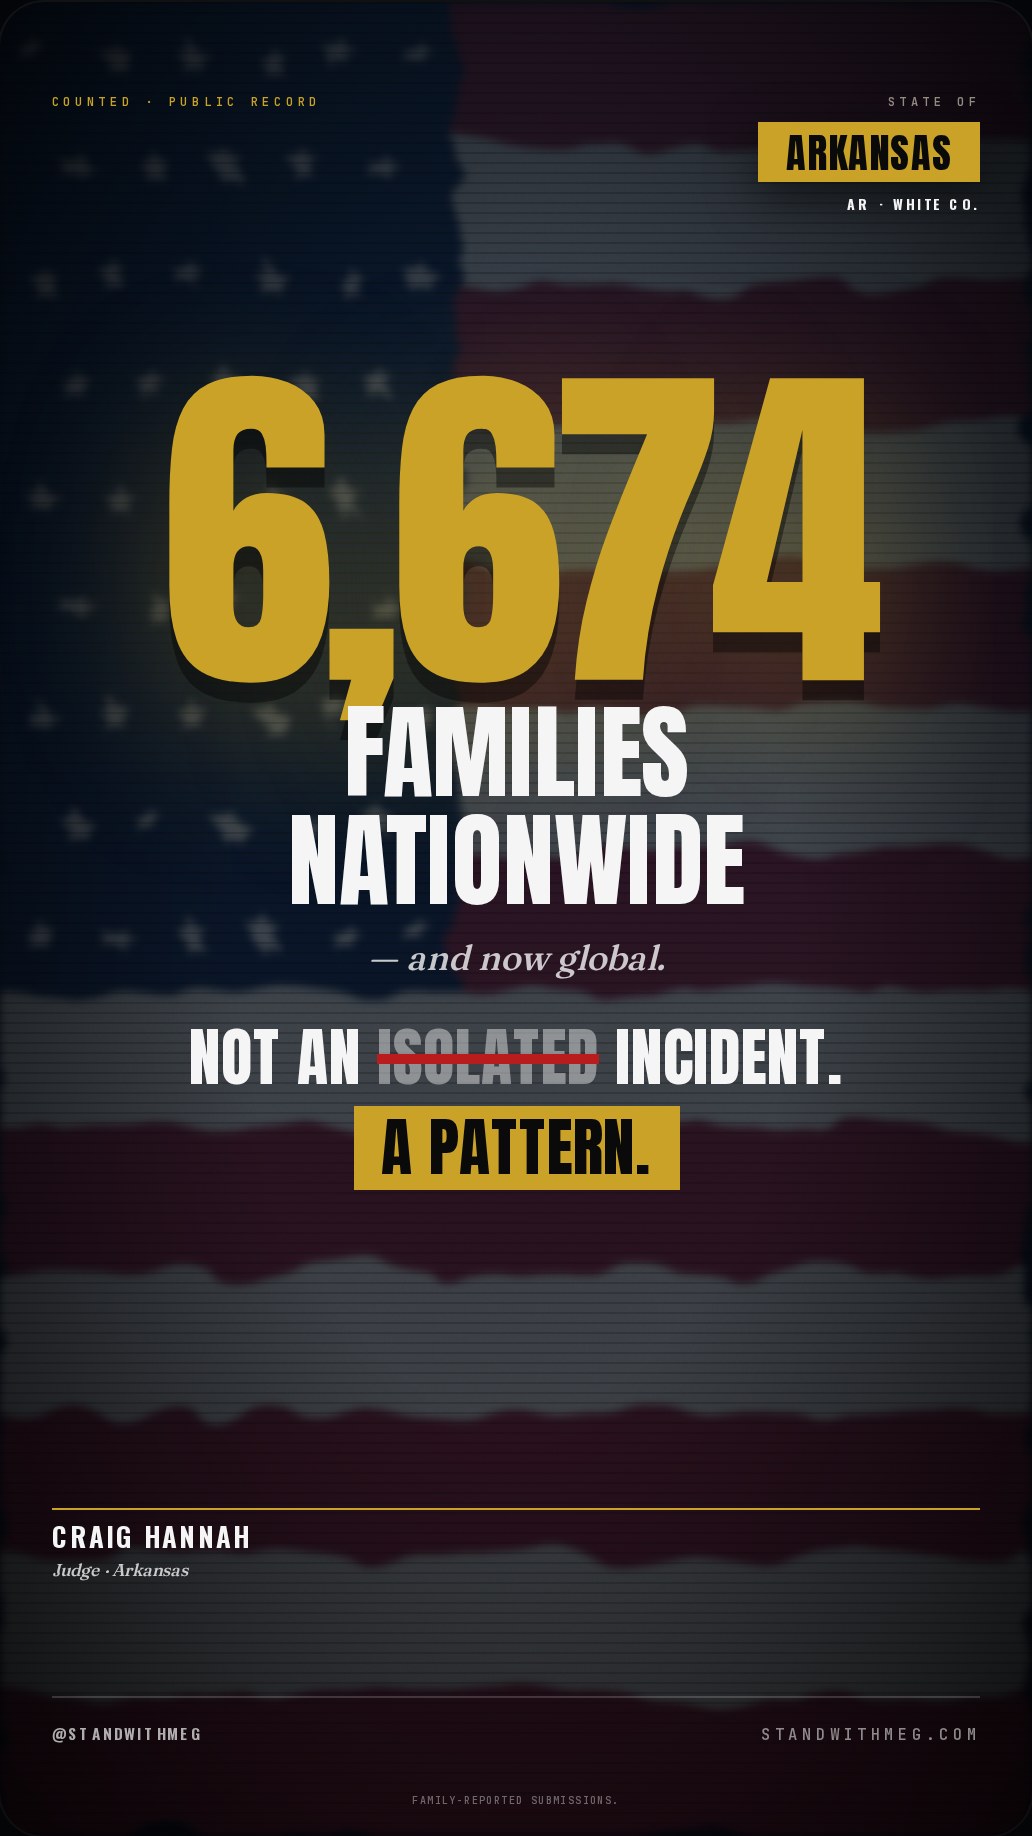 COUNTED · PUBLIC RECORD
STATE OF
ARKANSAS
AR · WHITE CO.
6,674
FAMILIES
NATIONWIDE
— and now global.
NOT AN ISOLATED INCIDENT.
A PATTERN.
CRAIG HANNAH
Judge · Arkansas
@STANDWITHMEG
STANDWITHMEG.COM
FAMILY-REPORTED SUBMISSIONS.